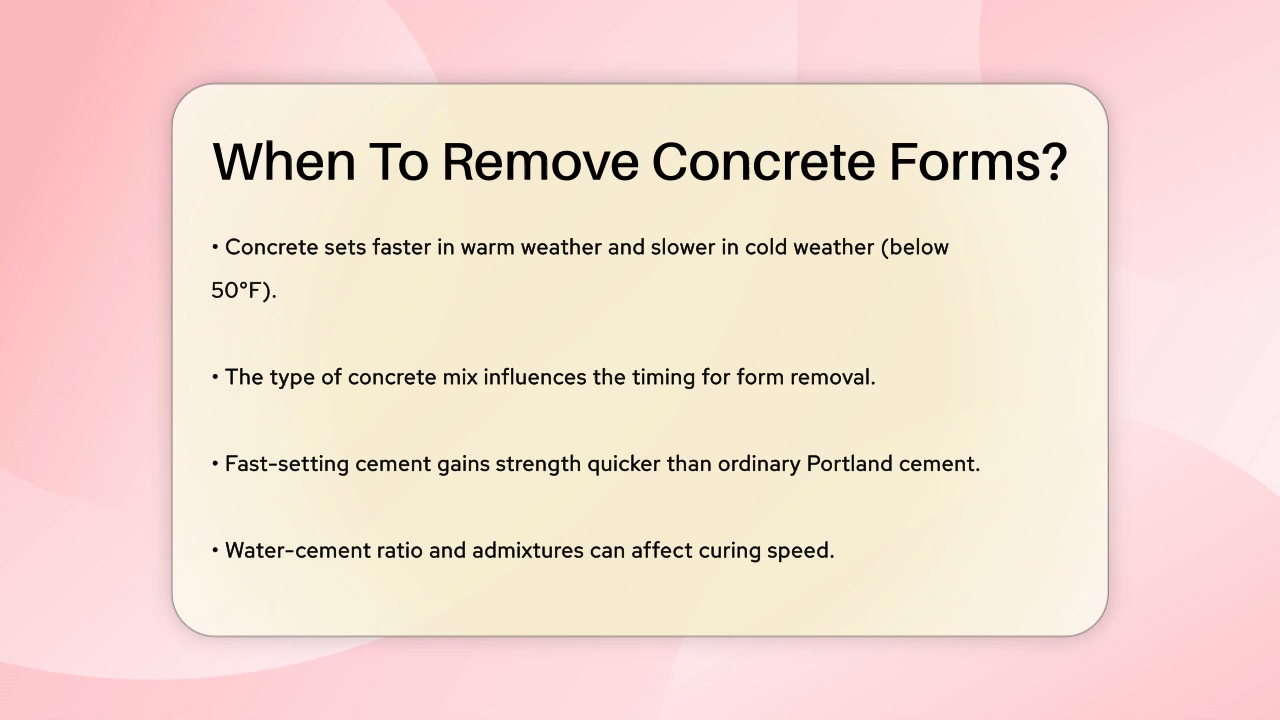 When To Remove Concrete Forms?
• Concrete sets faster in warm weather and slower in cold weather (below
50°F).
• The type of concrete mix influences the timing for form removal.
• Fast-setting cement gains strength quicker than ordinary Portland cement.
• Water-cement ratio and admixtures can affect curing speed.